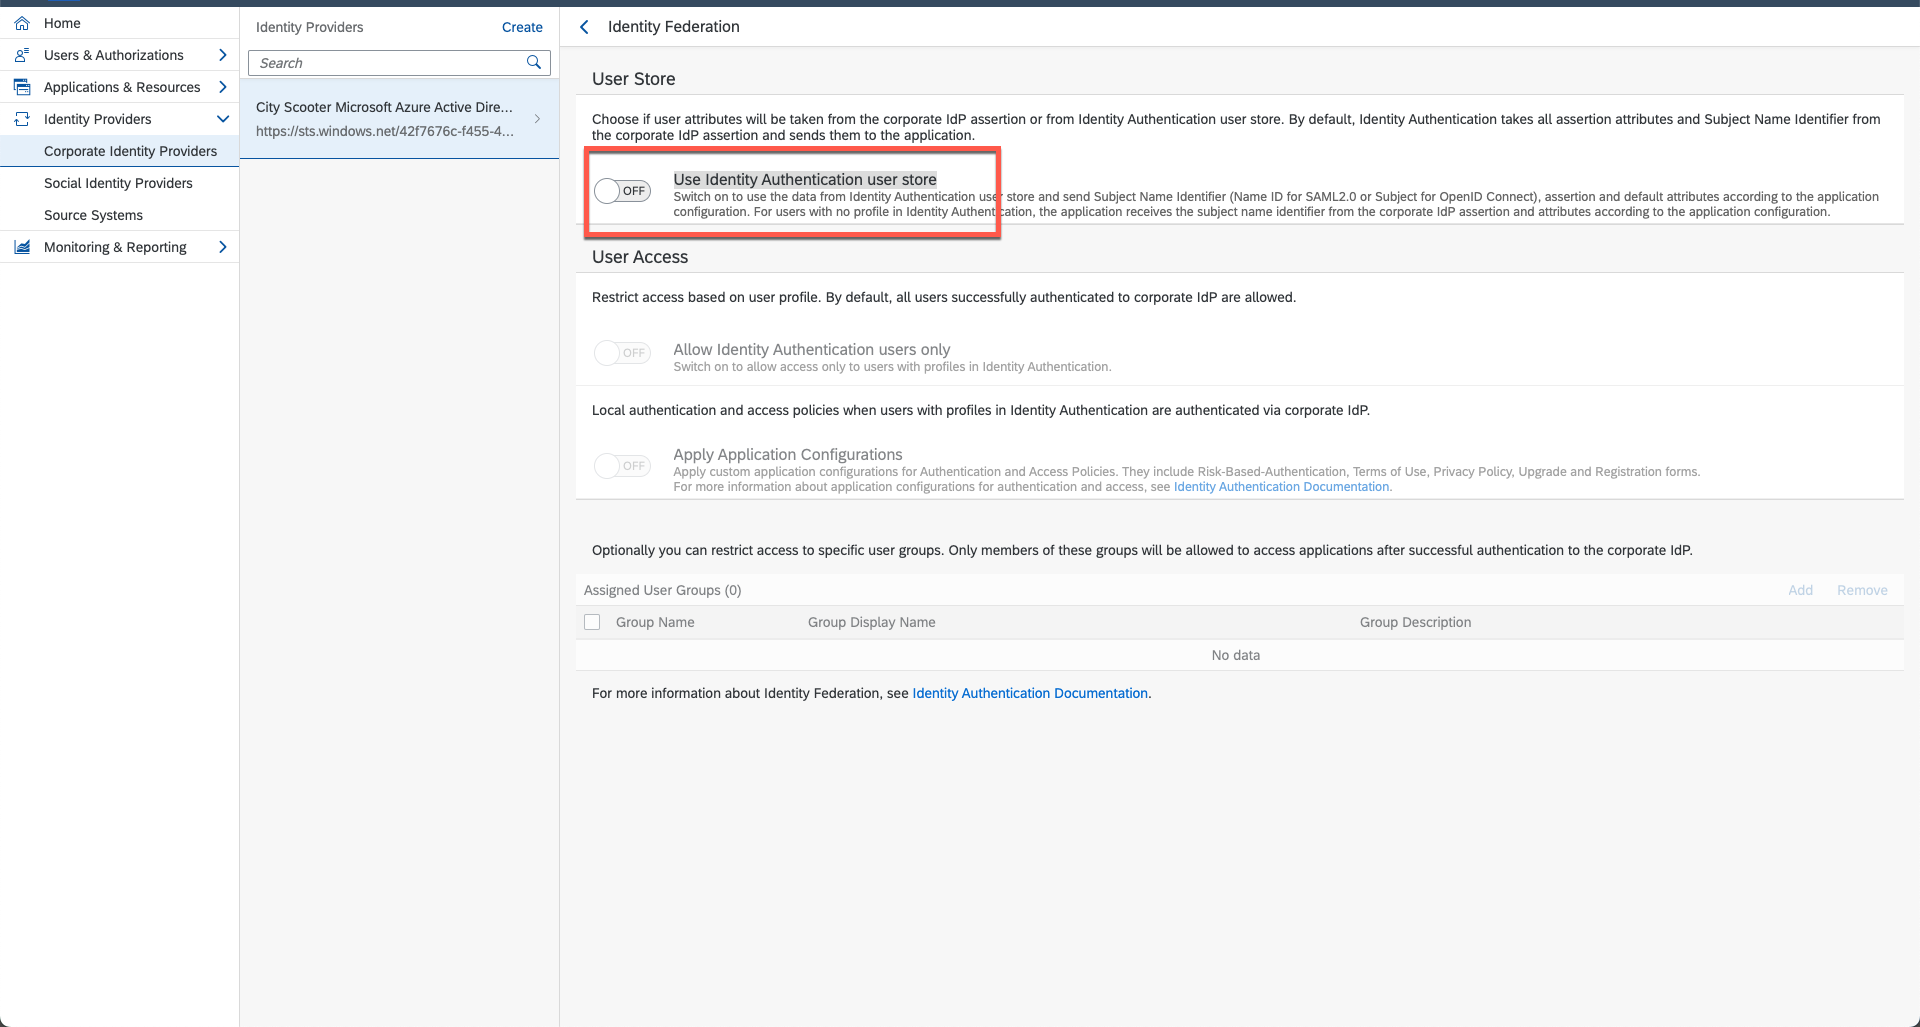 Home
Users & Authorizations
Applications & Resources
Identity Providers
Corporate Identity Providers
Social Identity Providers
Source Systems
Monitoring & Reporting
Identity Providers
Create
Search
City Scooter Microsoft Azure Active Dire...
https://sts.windows.net/42f7676c-f455-4...
Identity Federation
User Store
Choose if user attributes will be taken from the corporate IdP assertion or from Identity Authentication user store. By default, Identity Authentication takes all assertion attributes and Subject Name Identifier from
the corporate IdP assertion and sends them to the application.
OFF
Use Identity Authentication user store
Switch on to use the data from Identity Authentication user store and send Subject Name Identifier (Name ID for SAML2.0 or Subject for OpenID Connect), assertion and default attributes according to the application
configuration. For users with no profile in Identity Authentication, the application receives the subject name identifier from the corporate IdP assertion and attributes according to the application configuration.
User Access
Restrict access based on user profile. By default, all users successfully authenticated to corporate IdP are allowed.
OFF
Allow Identity Authentication users only
Switch on to allow access only to users with profiles in Identity Authentication.
Local authentication and access policies when users with profiles in Identity Authentication are authenticated via corporate IdP.
OFF
Apply Application Configurations
Apply custom application configurations for Authentication and Access Policies. They include Risk-Based-Authentication, Terms of Use, Privacy Policy, Upgrade and Registration forms.
For more information about application configurations for authentication and access, see Identity Authentication Documentation.
Optionally you can restrict access to specific user groups. Only members of these groups will be allowed to access applications after successful authentication to the corporate IdP.
Assigned User Groups (0)
Add
Remove
Group Name
Group Display Name
Group Description
No data
For more information about Identity Federation, see Identity Authentication Documentation.